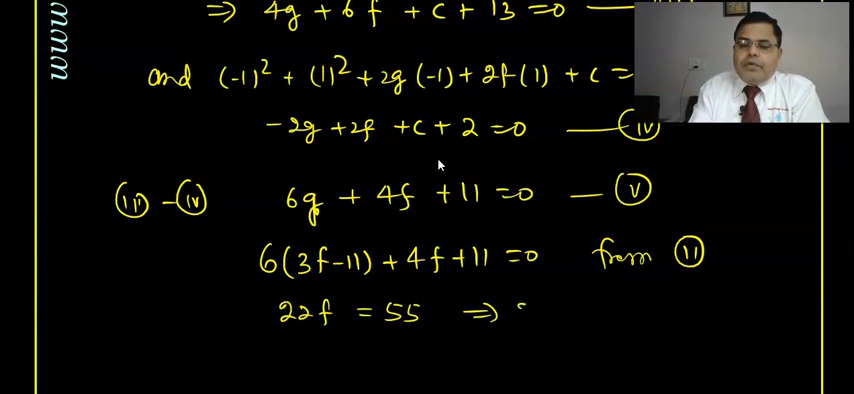 www
⇒ 4g + 6f + c + 13 = 0 ——
and (-1)² + (1)² + 2g(-1) + 2f(1) + c =
-2g + 2f + c + 2 = 0 —— (iv)
(iii) - (iv) 6g + 4f + 11 = 0 — (v)
6(3f-11) + 4f + 11 = 0 from (ii)
22f = 55 ⇒